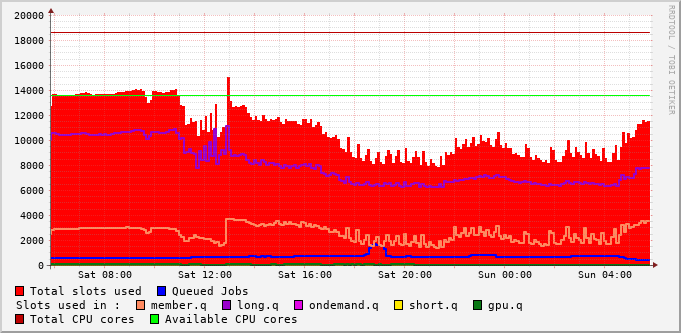 20000
18000
16000
14000
12000
10000
8000
6000
4000
2000
0
Sat 08:00 Sat 12:00 Sat 16:00 Sat 20:00 Sun 00:00 Sun 04:00
RRDTOOL / TOBI OETIKER
Total slots used Queued Jobs
Slots used in : member.q long.q ondemand.q short.q gpu.q
Total CPU cores Available CPU cores